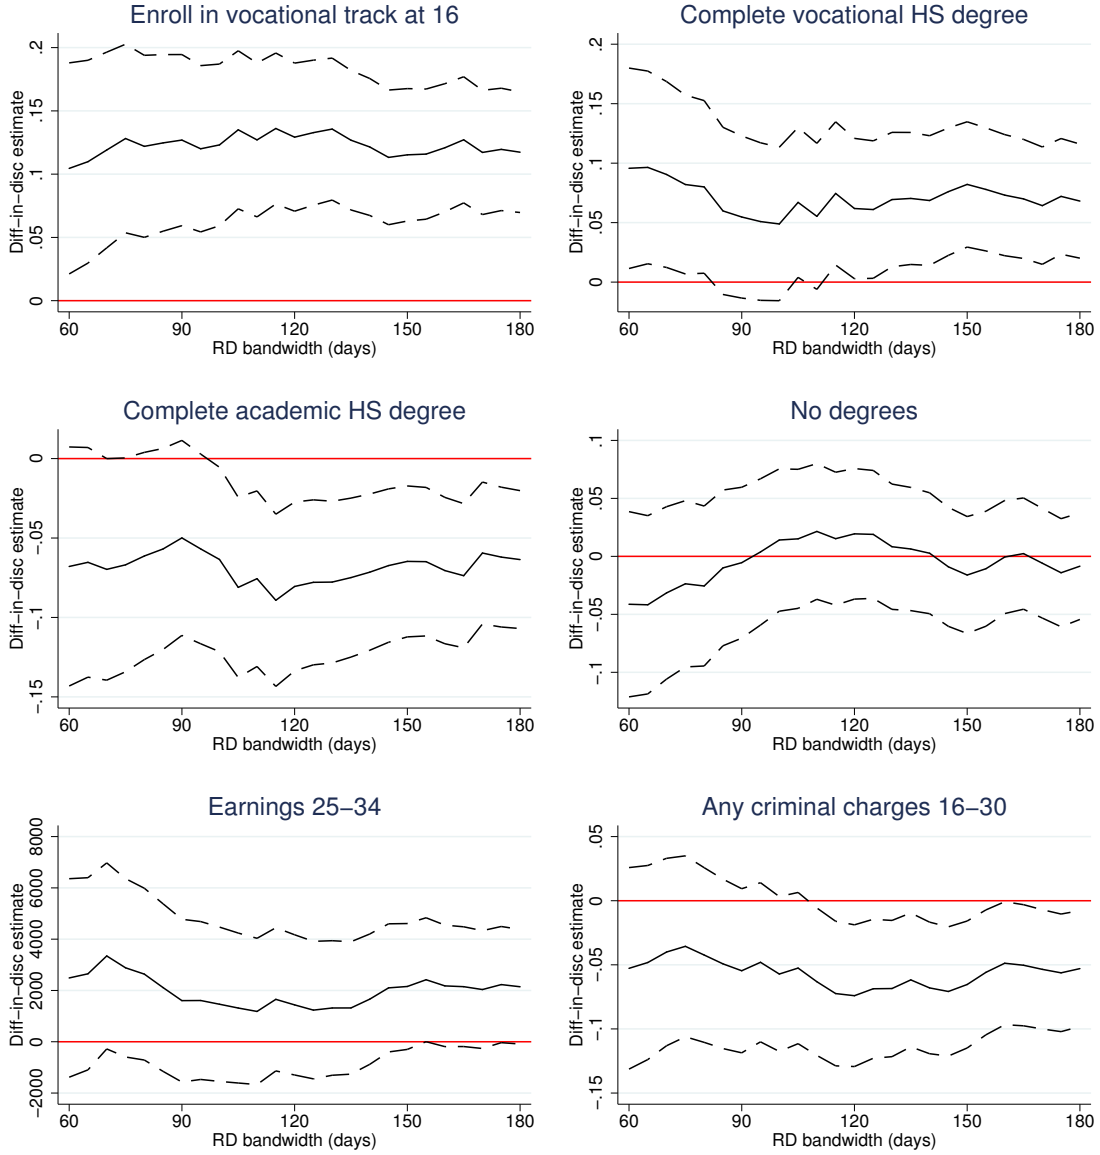 Enroll in vocational track at 16
Diff−in−disc estimate
.2
.15
.1
.05
0
60 90 120 150 180
RD bandwidth (days)
Complete vocational HS degree
Diff−in−disc estimate
.2
.15
.1
.05
0
60 90 120 150 180
RD bandwidth (days)
Complete academic HS degree
Diff−in−disc estimate
0
−.05
−.1
−.15
60 90 120 150 180
RD bandwidth (days)
No degrees
Diff−in−disc estimate
.1
.05
0
−.05
−.1
60 90 120 150 180
RD bandwidth (days)
Earnings 25−34
Diff−in−disc estimate
8000
6000
4000
2000
0
−2000
60 90 120 150 180
RD bandwidth (days)
Any criminal charges 16−30
Diff−in−disc estimate
.05
0
−.05
−.1
−.15
60 90 120 150 180
RD bandwidth (days)